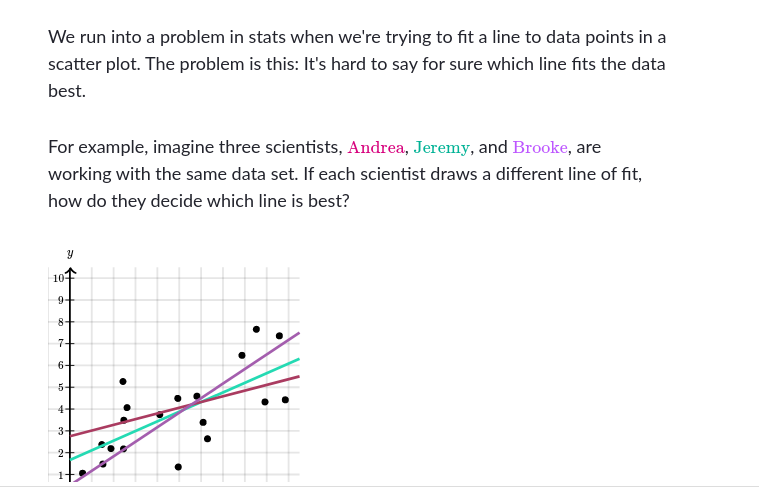 We run into a problem in stats when we're trying to fit a line to data points in a
scatter plot. The problem is this: It's hard to say for sure which line fits the data
best.
For example, imagine three scientists, Andrea, Jeremy, and Brooke, are
working with the same data set. If each scientist draws a different line of fit,
how do they decide which line is best?
y
10
9
8
7
6
5
4
3
2
1